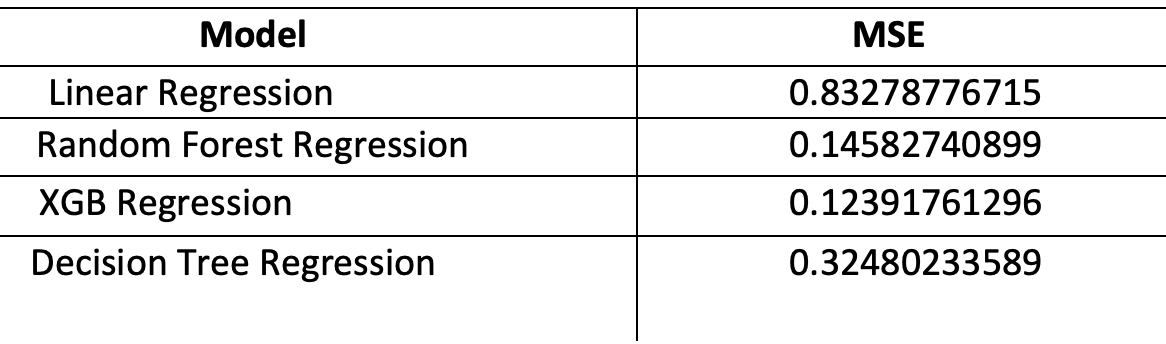 Model MSE
Linear Regression 0.83278776715
Random Forest Regression 0.14582740899
XGB Regression 0.12391761296
Decision Tree Regression 0.32480233589